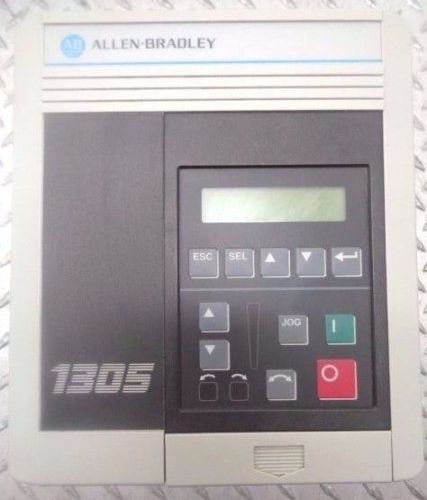 AB ALLEN-BRADLEY
ESC SEL
JOG I
1305 O